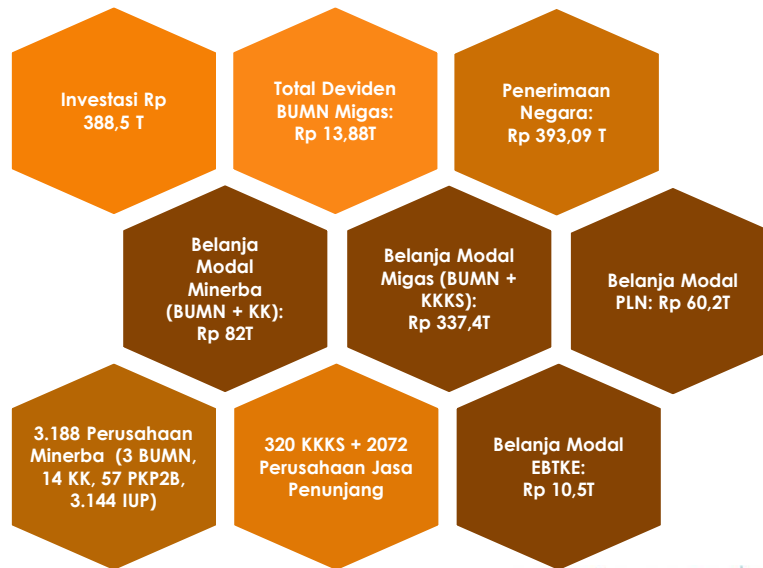 Investasi Rp
388,5 T
Total Deviden
BUMN Migas:
Rp 13,88T
Penerimaan
Negara:
Rp 393,09 T
Belanja
Modal
Minerba
(BUMN + KK):
Rp 82T
Belanja Modal
Migas (BUMN +
KKKS):
Rp 337,4T
Belanja Modal
PLN: Rp 60,2T
3.188 Perusahaan
Minerba (3 BUMN,
14 KK, 57 PKP2B,
3.144 IUP)
320 KKKS + 2072
Perusahaan Jasa
Penunjang
Belanja Modal
EBTKE:
Rp 10,5T